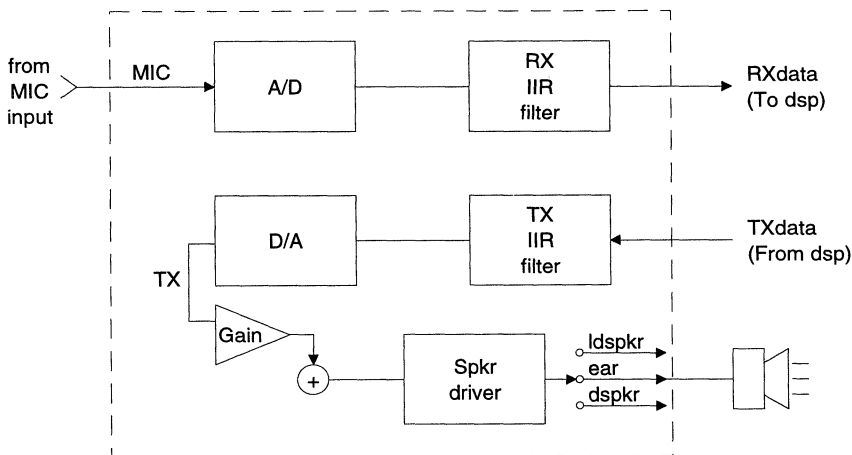 from
MIC
input
MIC
A/D
RX
IIR
filter
RXdata
(To dsp)
D/A
TX
IIR
filter
TXdata
(From dsp)
TX
Gain
+
Spkr
driver
ldspkr
ear
dspkr